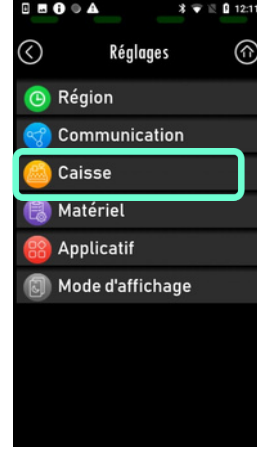 12:11
Réglages
Région
Communication
Caisse
Matériel
Applicatif
Mode d'affichage